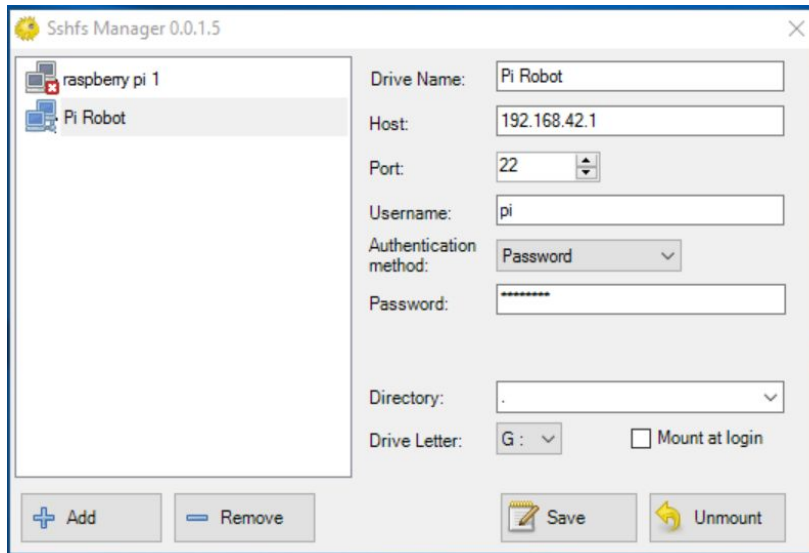 Sshfs Manager 0.0.1.5
raspberry pi 1
Pi Robot
Drive Name: Pi Robot
Host: 192.168.42.1
Port: 22
Username: pi
Authentication method: Password
Password: ********
Directory: .
Drive Letter: G : Mount at login
Add Remove Save Unmount